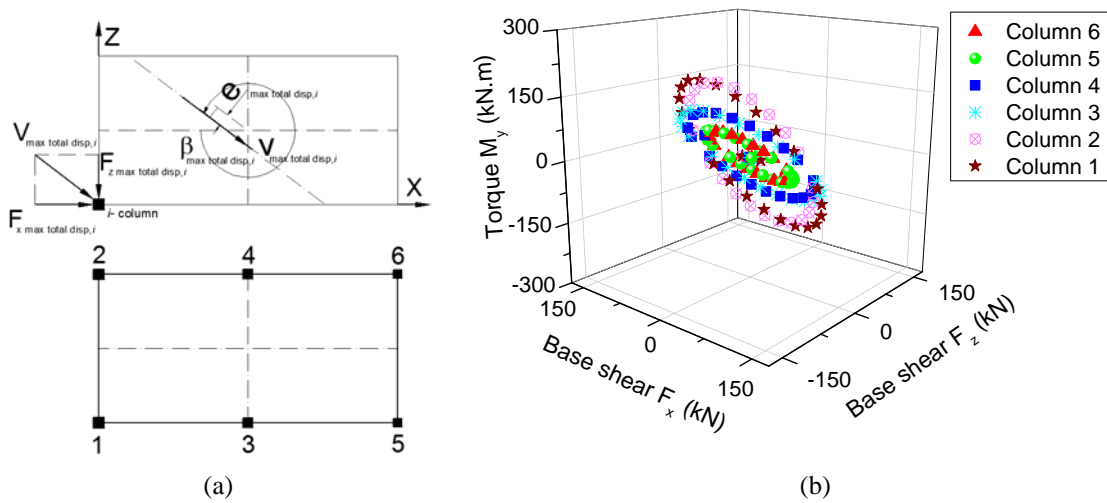 Z
e
max total disp,i
β
max total disp,i
V
max total disp,i
V
max total disp,i
F
z max total disp,i
X
F
x max total disp,i
i- column
2
4
6
1
3
5
(a)
300
150
0
-150
-300
Torque M y (kN.m)
150
0
150
Base shear F x (kN)
-150
0
150
Base shear F z (kN)
Column 6
Column 5
Column 4
Column 3
Column 2
Column 1
(b)